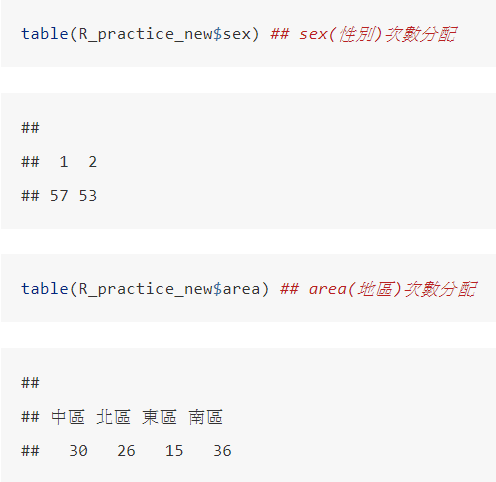 table(R_practice_new$sex) ## sex(性別)次數分配
##
##  1  2
## 57 53
table(R_practice_new$area) ## area(地區)次數分配
##
## 中區 北區 東區 南區
##   30   26   15   36